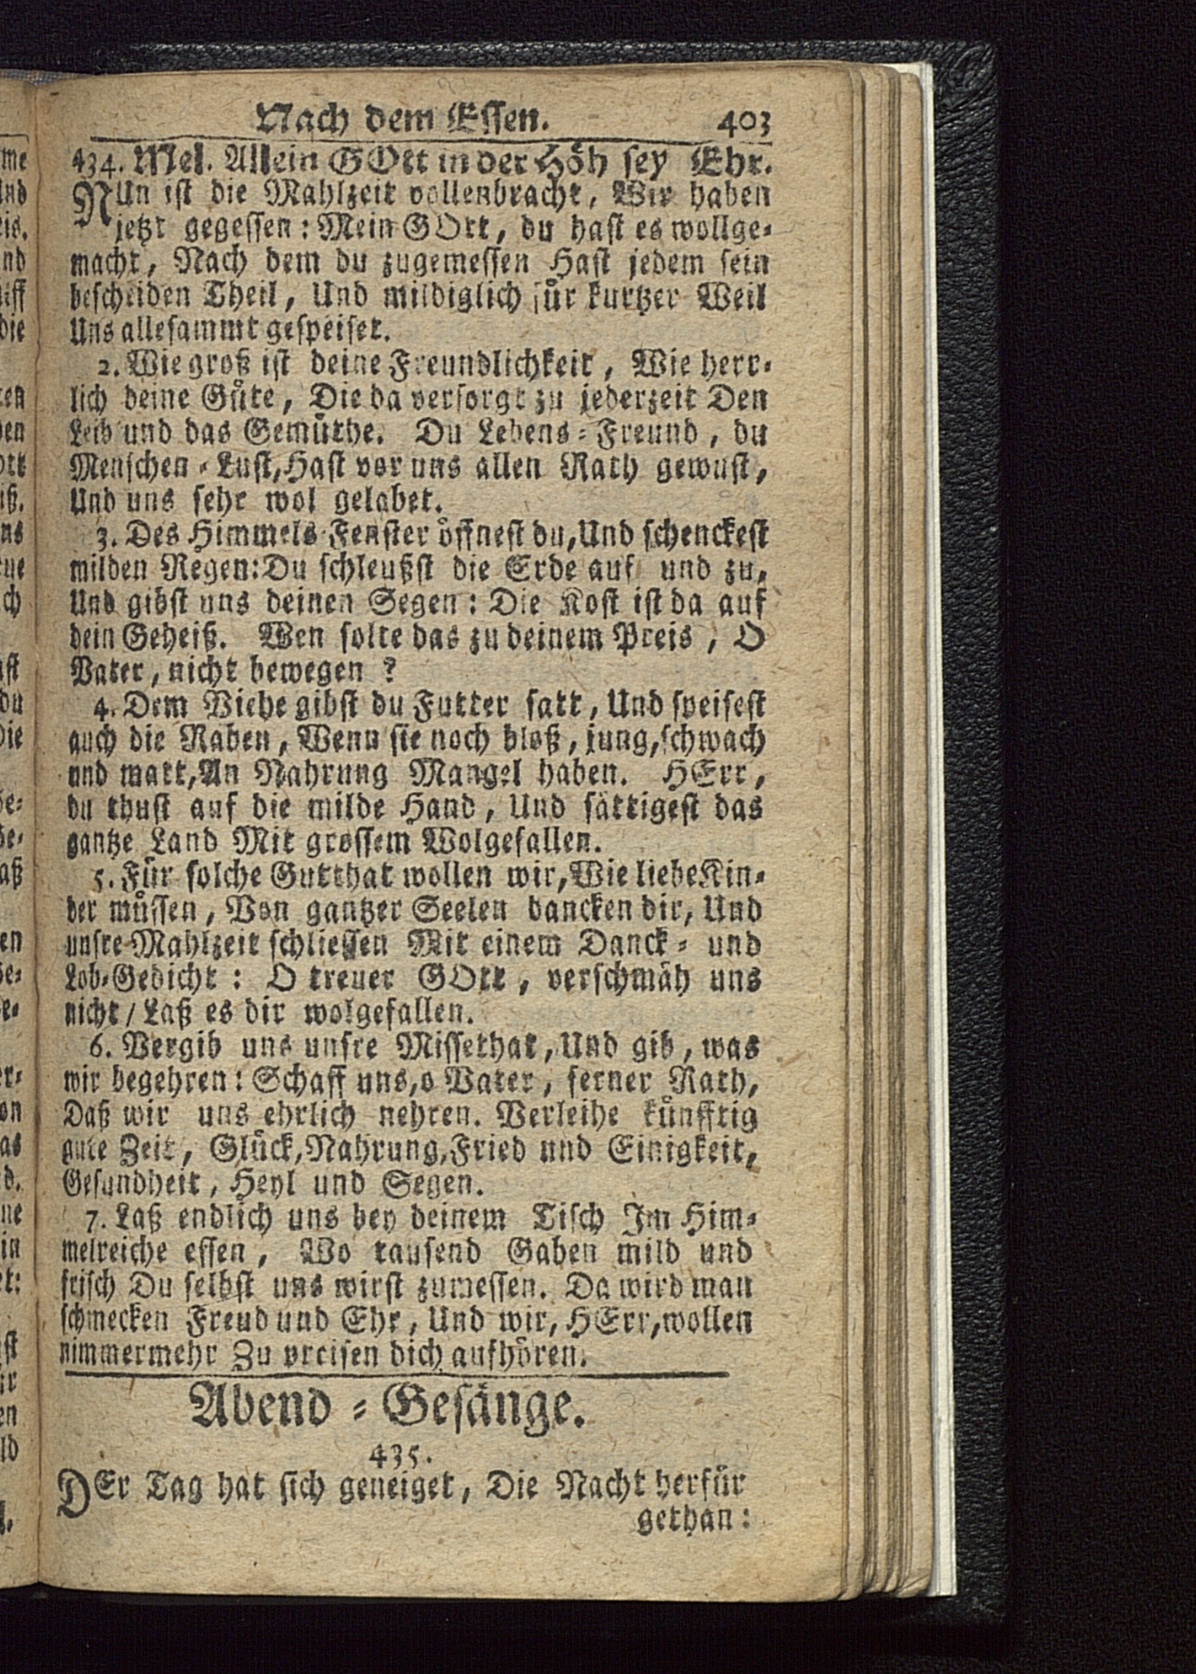 Nach dem Essen. 403
434. Mel. Allein GOtt in der Höh sey Ehr.
NUn ist die Mahlzeit vollenbracht, Wir haben
jetzt gegessen: Mein GOtt, du hast es wollge-
macht, Nach dem du zugemessen Hast jedem sein
bescheiden Theil, Und mildiglich für kurtzer Weil
Uns allesammt gespeiset.
2. Wie groß ist deine Freundlichkeit, Wie herr-
lich deine Güte, Die da versorgt zu jederzeit Den
Leib und das Gemüthe. Du Lebens-Freund, du
Menschen-Lust, Hast vor uns allen Rath gewust,
Und uns sehr wol gelabet.
3. Des Himmels Fenster öffnest du, Und schenckest
milden Regen: Du schleußst die Erde auf und zu,
Und gibst uns deinen Segen: Die Kost ist da auf
dein Geheiß. Wen solte das zu deinem Preis, O
Vater, nicht bewegen?
4. Dem Viehe gibst du Futter satt, Und speisest
auch die Raben, Wenn sie noch bloß, jung, schwach
und matt, An Nahrung Mangel haben. HErr,
du thust auf die milde Hand, Und sättigest das
gantze Land Mit grossem Wolgefallen.
5. Für solche Gutthat wollen wir, Wie liebe Kin-
der müssen, Von gantzer Seelen dancken dir, Und
unsre Mahlzeit schliessen Mit einem Danck- und
Lob-Gedicht: O treuer GOtt, verschmäh uns
nicht/ Laß es dir wolgefallen.
6. Vergib uns unsre Missethat, Und gib, was
wir begehren: Schaff uns, o Vater, ferner Rath,
Daß wir uns ehrlich nehren. Verleihe künfftig
gute Zeit, Glück, Nahrung, Fried und Einigkeit,
Gesundheit, Heyl und Segen.
7. Laß endlich uns bey deinem Tisch Im Him-
melreiche essen, Wo tausend Gaben mild und
frisch Du selbst uns wirst zumessen. Da wird man
schmecken Freud und Ehr, Und wir, HErr, wollen
nimmermehr Zu preisen dich aufhören.
Abend-Gesänge.
435.
DEr Tag hat sich geneiget, Die Nacht herfür
gethan: